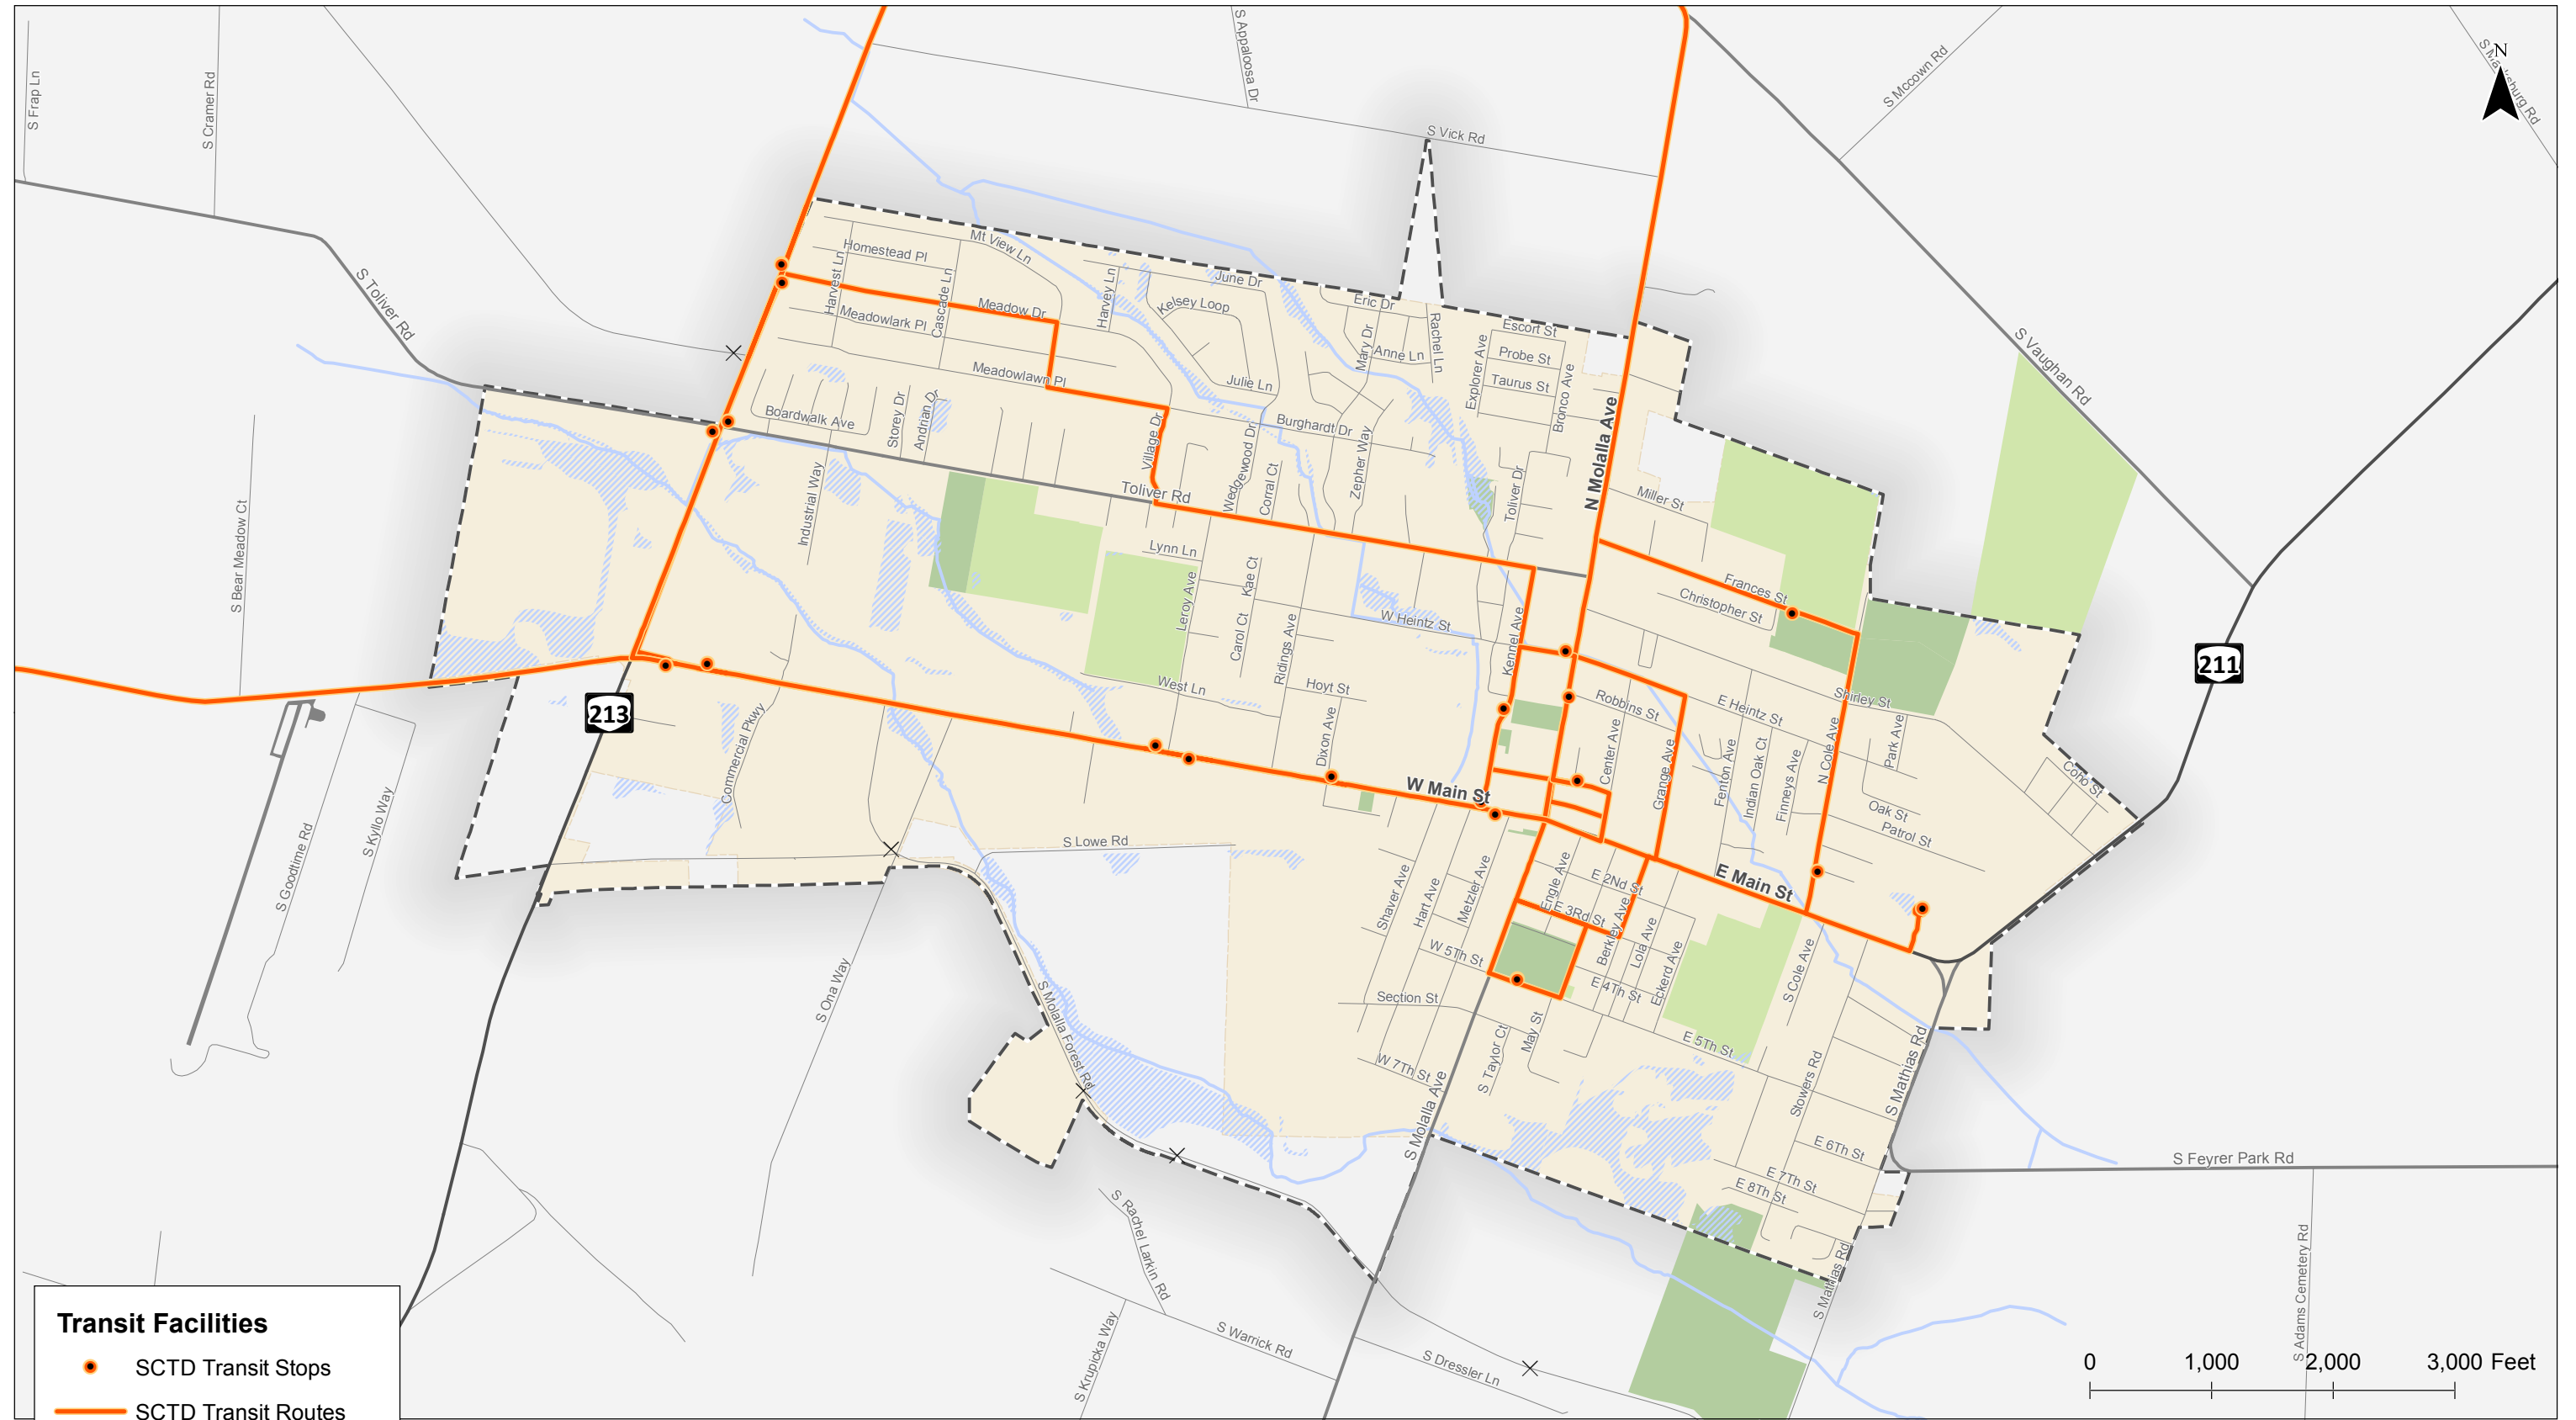 S Frap Ln
S Cramer Rd
S Appaloosa Dr
S Vick Rd
S Mccown Rd
N
S Toliver Rd
S Vaughan Rd
Mt View Ln
Homestead Pl
Harvest Ln
Cascade Ln
Harvey Ln
June Dr
Kelsey Loop
Meadow Dr
Meadowlark Pl
Meadowlawn Pl
Eric Dr
Mary Dr
Anne Ln
Rachel Ln
Explorer Ave
Escort St
Probe St
Taurus St
Bronco Ave
Julie Ln
Boardwalk Ave
Storey Dr
Andrian Dr
Village Dr
Burghardt Dr
Wedgewood Dr
Corral Ct
Zepher Way
Toliver Dr
N Molalla Ave
Miller St
Industrial Way
Toliver Rd
S Bear Meadow Ct
Lynn Ln
Leroy Ave
Kae Ct
Carol Ct
Ridings Ave
W Heintz St
Kennel Ave
Frances St
Christopher St
211
213
West Ln
Hoyt St
Dixon Ave
Robbins St
E Heintz St
Shirley St
Center Ave
Grange Ave
Fenton Ave
Indian Oak Ct
Finneys Ave
N Cole Ave
Park Ave
Coho St
Oak St
Patrol St
Commercial Pkwy
S Kyllo Way
S Goodtime Rd
W Main St
S Lowe Rd
E Main St
Shaver Ave
Hart Ave
Metzler Ave
Engle Ave
E 2Nd St
E 3Rd St
Berkley Ave
Lola Ave
Eckerd Ave
W 5Th St
E 4Th St
S Cole Ave
Section St
S Ona Way
S Molalla Forest Rd
S Taylor Ct
May St
E 5Th St
W 7Th St
S Molalla Ave
Stowers Rd
S Mathias Rd
E 6Th St
E 7Th St
E 8Th St
S Feyrer Park Rd
S Rachel Larkin Rd
S Krupicka Way
S Warrick Rd
S Dressler Ln
S Mathias Rd
S Adams Cemetery Rd
0 1,000 2,000 3,000 Feet
Transit Facilities
SCTD Transit Stops
SCTD Transit Routes